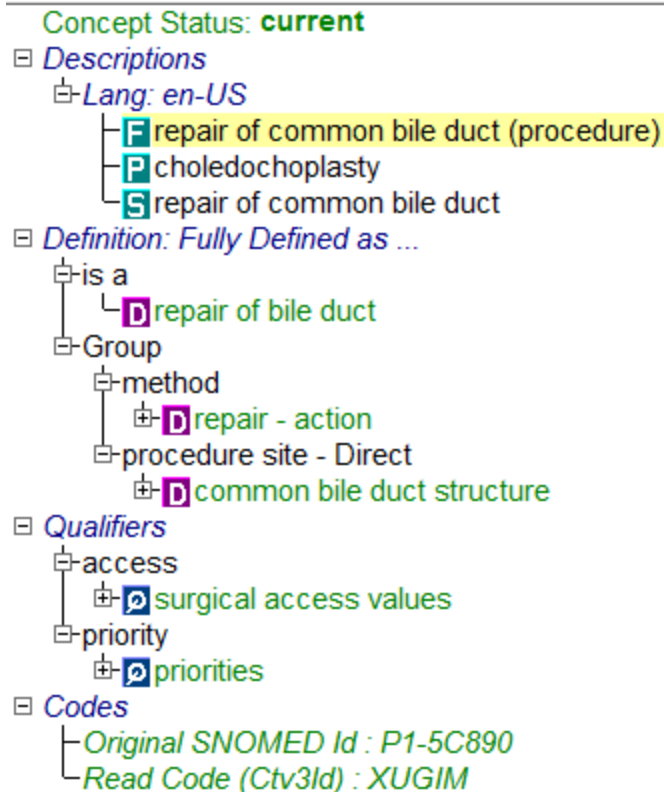 Concept Status: current
Descriptions
Lang: en-US
F repair of common bile duct (procedure)
P choledochoplasty
S repair of common bile duct
Definition: Fully Defined as ...
is a
D repair of bile duct
Group
method
D repair - action
procedure site - Direct
D common bile duct structure
Qualifiers
access
surgical access values
priority
priorities
Codes
Original SNOMED Id : P1-5C890
Read Code (Ctv3Id) : XUGIM